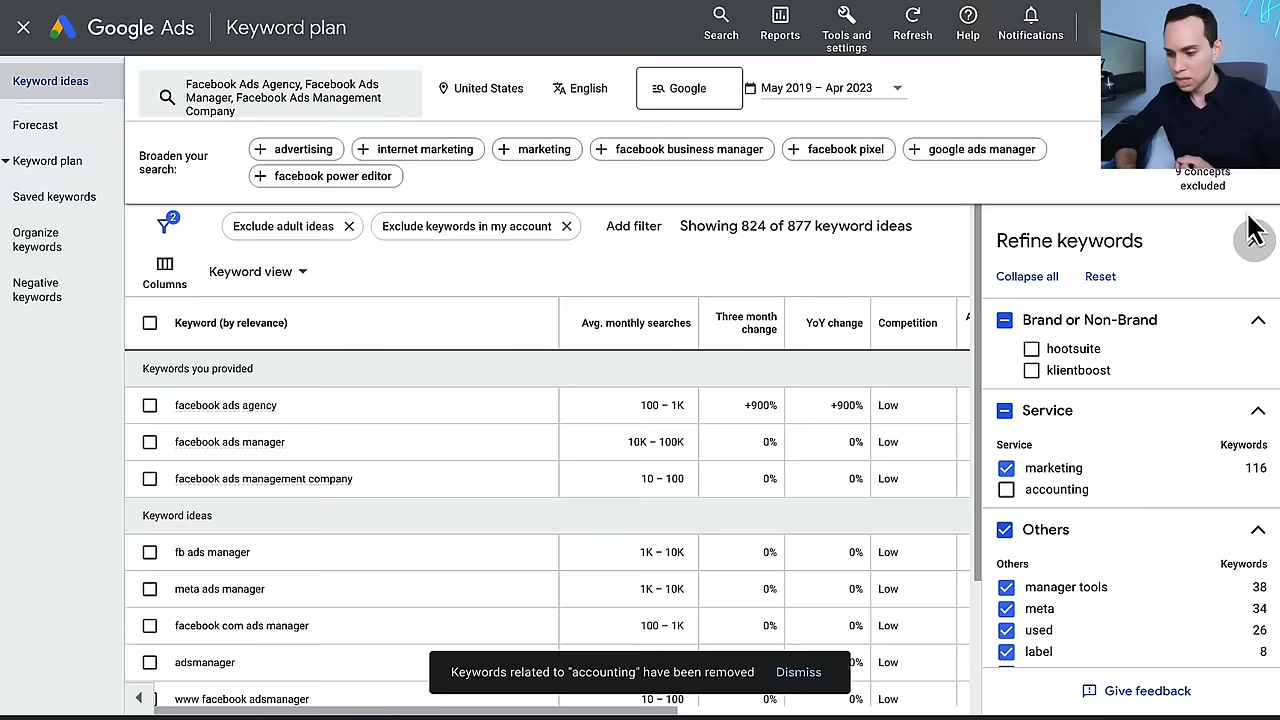 Google Ads
Keyword plan
Search
Reports
Tools and
settings
Refresh
Help
Notifications
Keyword ideas
Forecast
Keyword plan
Saved keywords
Organize
keywords
Negative
keywords
Facebook Ads Agency, Facebook Ads
Manager, Facebook Ads Management
Company
United States
English
Google
May 2019 – Apr 2023
Broaden your
search:
advertising
internet marketing
marketing
facebook business manager
facebook pixel
google ads manager
facebook power editor
9 concepts
excluded
2
Exclude adult ideas
Exclude keywords in my account
Add filter
Showing 824 of 877 keyword ideas
Columns
Keyword view
Keyword (by relevance)
Avg. monthly searches
Three month
change
YoY change
Competition
A
Keywords you provided
facebook ads agency 100 – 1K +900% +900% Low
facebook ads manager 10K – 100K 0% 0% Low
facebook ads management company 10 – 100 0% 0% Low
Keyword ideas
fb ads manager 1K – 10K 0% 0% Low
meta ads manager 1K – 10K 0% 0% Low
facebook com ads manager 100 – 1K 0% 0% Low
adsmanager 0%
www facebook adsmanager 10 – 100 0% 0% Low
Keywords related to "accounting" have been removed
Dismiss
Refine keywords
Collapse all
Reset
Brand or Non-Brand
hootsuite
klientboost
Service
Service Keywords
marketing 116
accounting
Others
Others Keywords
manager tools 38
meta 34
used 26
label 8
Give feedback